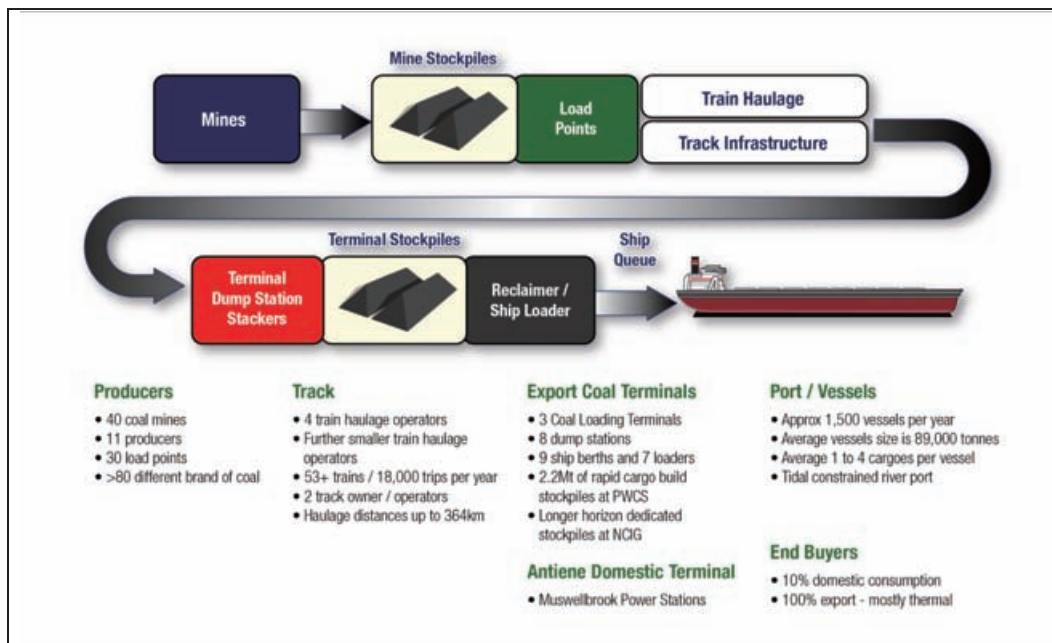 Mine Stockpiles
Mines
Load
Points
Train Haulage
Track Infrastructure
Terminal Stockpiles
Ship
Queue
Terminal
Dump Station
Stackers
Reclaimer /
Ship Loader
Producers
• 40 coal mines
• 11 producers
• 30 load points
• >80 different brand of coal
Track
• 4 train haulage operators
• Further smaller train haulage
operators
• 53+ trains / 18,000 trips per year
• 2 track owner / operators
• Haulage distances up to 364km
Export Coal Terminals
• 3 Coal Loading Terminals
• 8 dump stations
• 9 ship berths and 7 loaders
• 2.2Mt of rapid cargo build
stockpiles at PWCS
• Longer horizon dedicated
stockpiles at NCIG
Antiene Domestic Terminal
• Muswellbrook Power Stations
Port / Vessels
• Approx 1,500 vessels per year
• Average vessels size is 89,000 tonnes
• Average 1 to 4 cargoes per vessel
• Tidal constrained river port
End Buyers
• 10% domestic consumption
• 100% export - mostly thermal